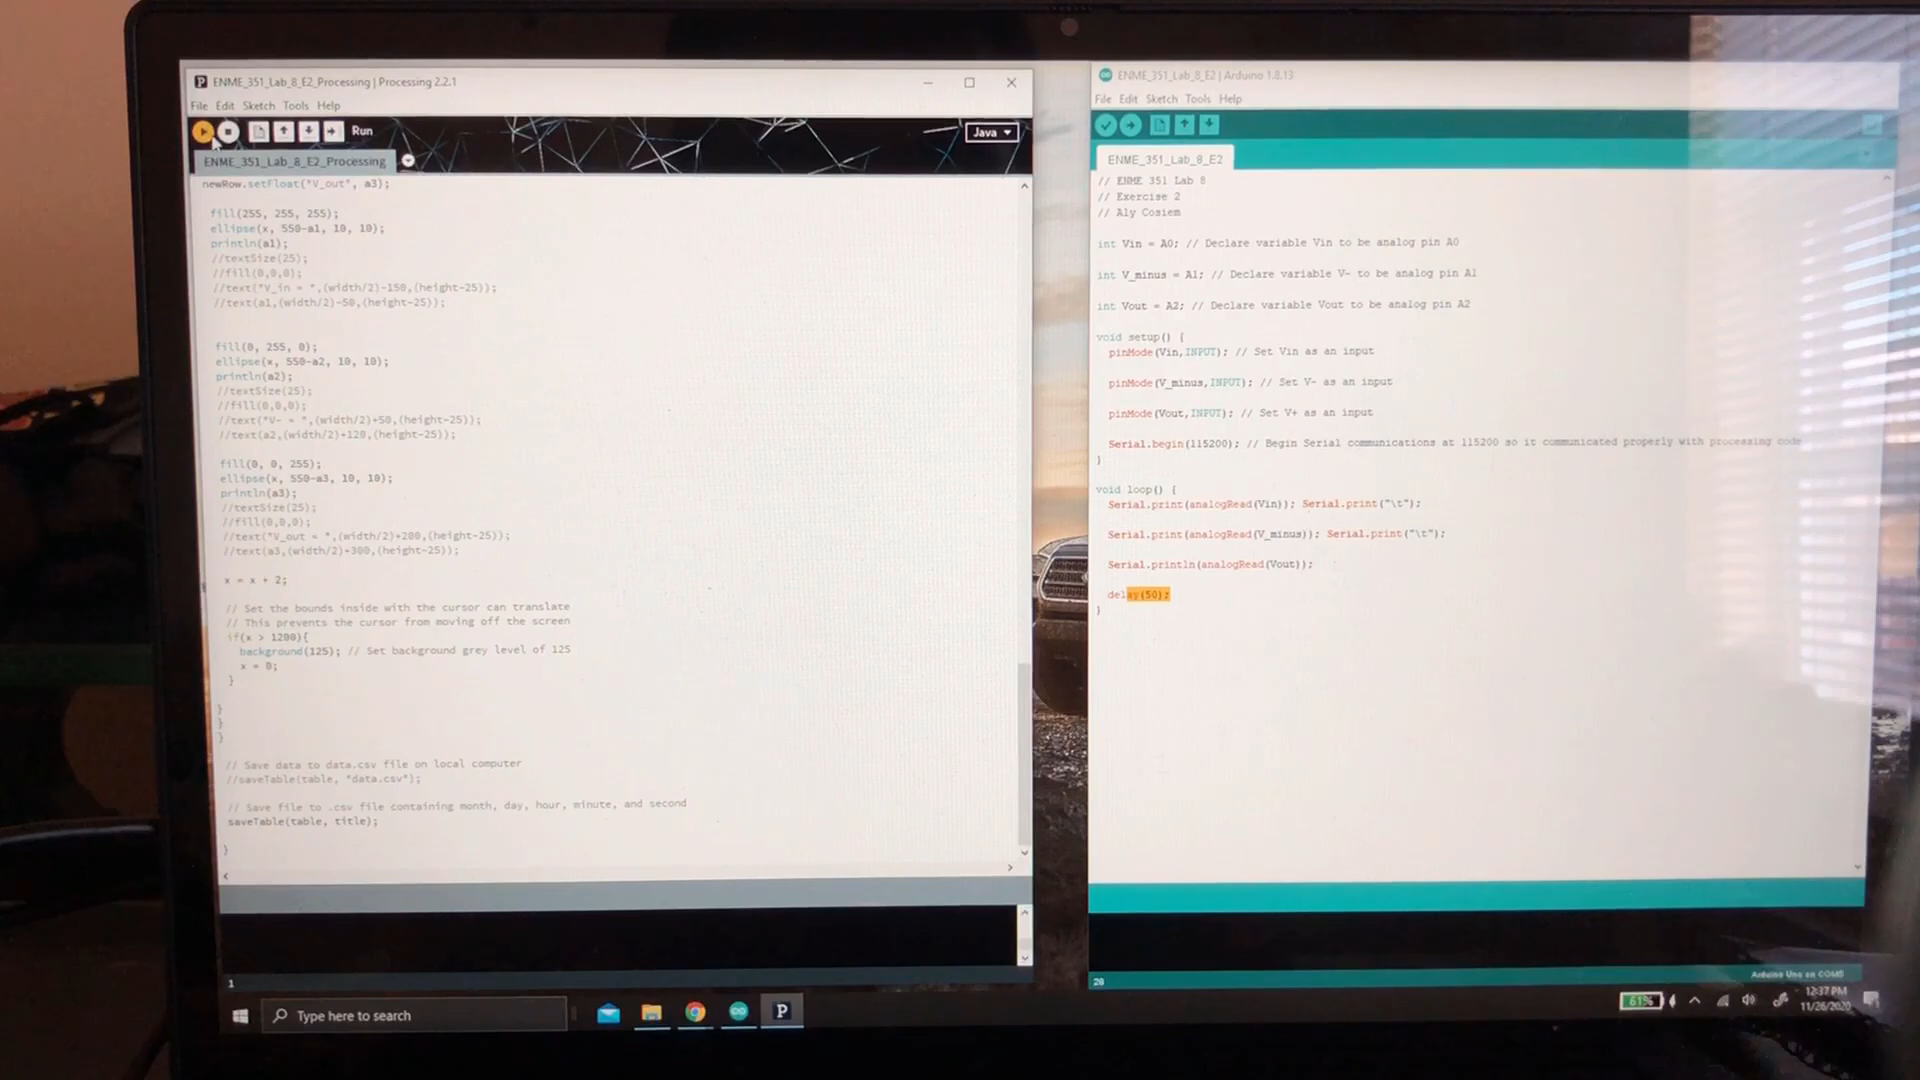 ENME_351_Lab_8_E2_Processing | Processing 2.2.1
File Edit Sketch Tools Help
Run
Java
ENME_351_Lab_8_E2_Processing
newRow.setFloat("V_out", a3);
fill(255, 255, 255);
ellipse(x, 550-a1, 10, 10);
println(a1);
//textSize(25);
//fill(0,0,0);
//text("V_in = ",(width/2)-150,(height-25));
//text(a1,(width/2)-50,(height-25));
fill(0, 255, 0);
ellipse(x, 550-a2, 10, 10);
println(a2);
//textSize(25);
//fill(0,0,0);
//text("V- = ",(width/2)+50,(height-25));
//text(a2,(width/2)+120,(height-25));
fill(0, 0, 255);
ellipse(x, 550-a3, 10, 10);
println(a3);
//textSize(25);
//fill(0,0,0);
//text("V_out = ",(width/2)+200,(height-25));
//text(a3,(width/2)+300,(height-25));
x = x + 2;
// Set the bounds inside with the cursor can translate
// This prevents the cursor from moving off the screen
if(x > 1200){
background(125); // Set background grey level of 125
x = 0;
}
}
}
}
// Save data to data.csv file on local computer
//saveTable(table, "data.csv");
// Save file to .csv file containing month, day, hour, minute, and second
saveTable(table, title);
}
1
ENME_351_Lab_8_E2 | Arduino 1.8.13
File Edit Sketch Tools Help
ENME_351_Lab_8_E2
// ENME 351 Lab 8
// Exercise 2
// Aly Cosiem
int Vin = A0; // Declare variable Vin to be analog pin A0
int V_minus = A1; // Declare variable V- to be analog pin A1
int Vout = A2; // Declare variable Vout to be analog pin A2
void setup() {
pinMode(Vin,INPUT); // Set Vin as an input
pinMode(V_minus,INPUT); // Set V- as an input
pinMode(Vout,INPUT); // Set V+ as an input
Serial.begin(115200); // Begin Serial communications at 115200 so it communicated properly with processing code
}
void loop() {
Serial.print(analogRead(Vin)); Serial.print("\t");
Serial.print(analogRead(V_minus)); Serial.print("\t");
Serial.println(analogRead(Vout));
delay(50);
}
28
Arduino Uno on COM5
Type here to search
P
61%
12:37 PM
11/26/2020